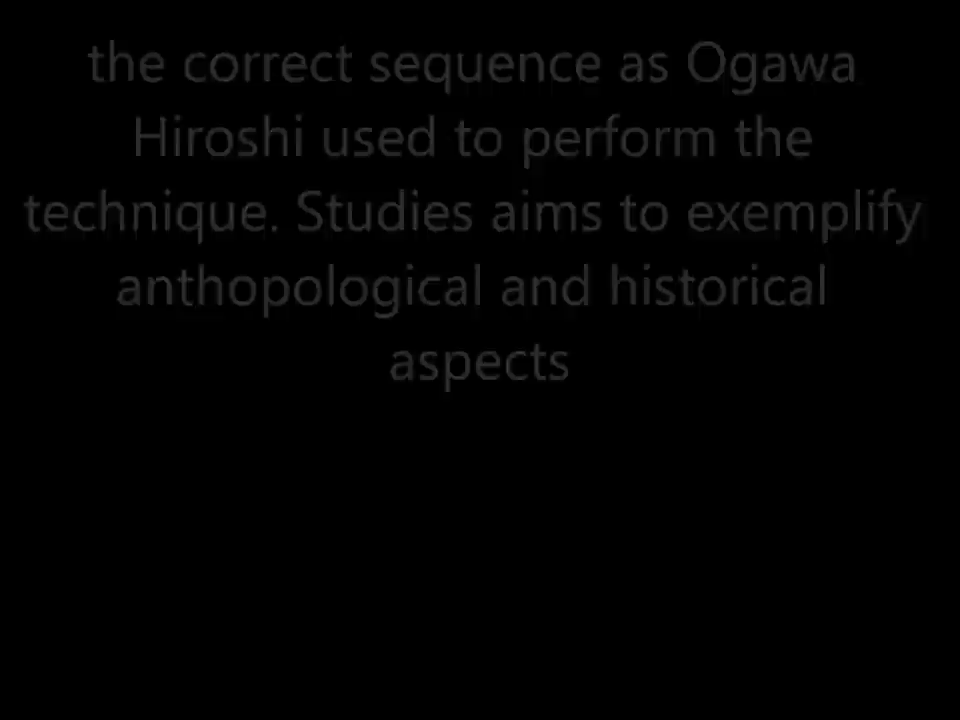 the correct sequence as Ogawa
Hiroshi used to perform the
technique. Studies aims to exemplify
anthopological and historical
aspects